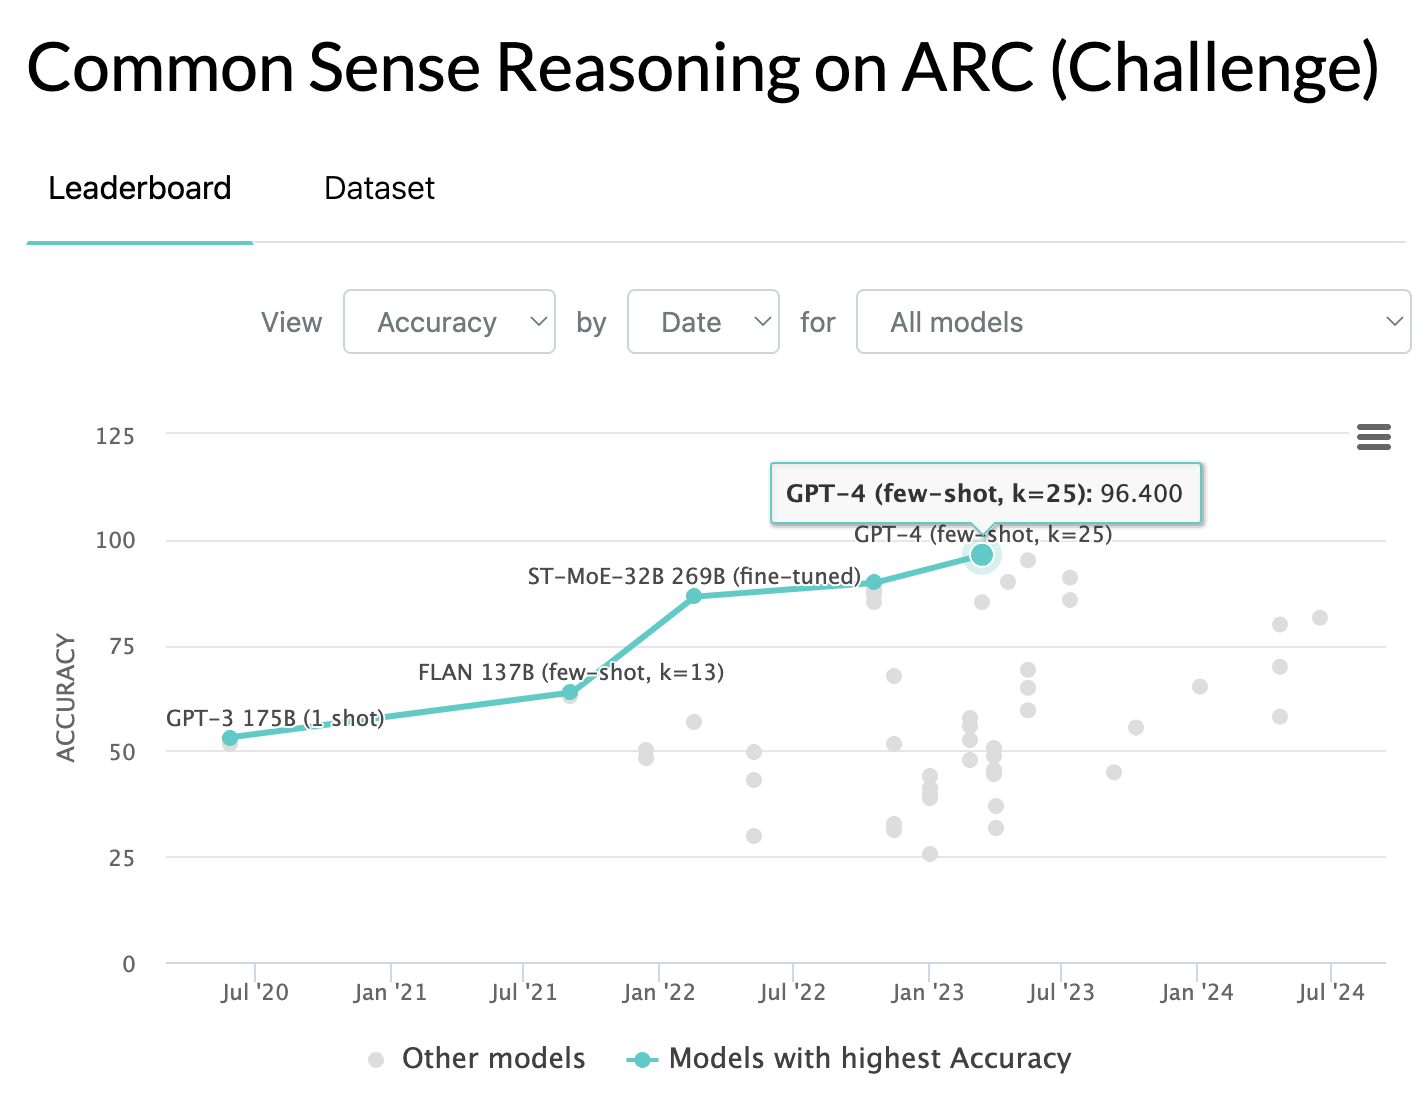 Common Sense Reasoning on ARC (Challenge)
Leaderboard Dataset
View Accuracy by Date for All models
125
GPT-4 (few-shot, k=25): 96.400
GPT-4 (few-shot, k=25)
100
ST-MoE-32B 269B (fine-tuned)
75
FLAN 137B (few-shot, k=13)
GPT-3 175B (1 shot)
50
25
0
ACCURACY
Jul '20 Jan '21 Jul '21 Jan '22 Jul '22 Jan '23 Jul '23 Jan '24 Jul '24
Other models Models with highest Accuracy